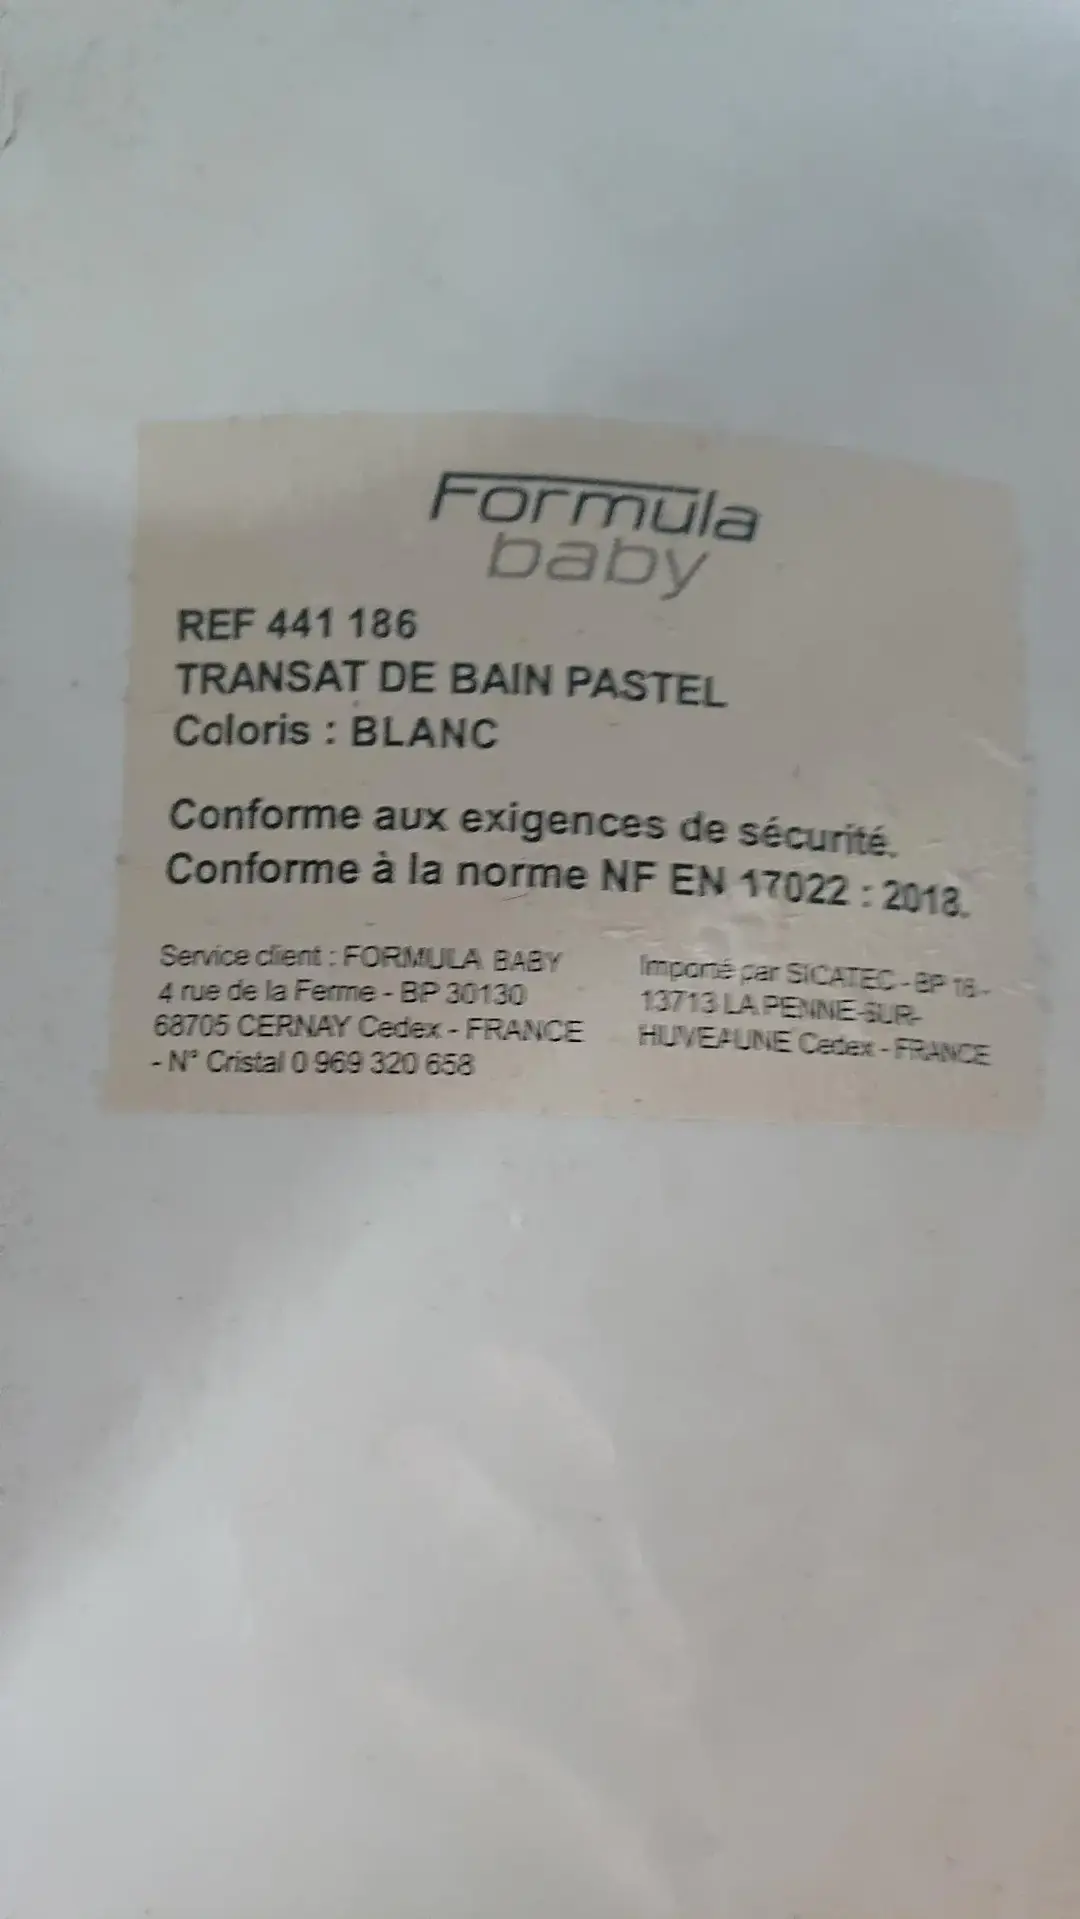 Formula
baby
REF 441 186
TRANSAT DE BAIN PASTEL
Coloris : BLANC
Conforme aux exigences de sécurité.
Conforme à la norme NF EN 17022 : 2018.
Service client : FORMULA BABY
4 rue de la Ferme - BP 30130
68705 CERNAY Cedex - FRANCE
- N° Cristal 0 969 320 658
Importé par SICATEC - BP 18 -
13713 LA PENNE-SUR-
HUVEAUNE Cedex - FRANCE